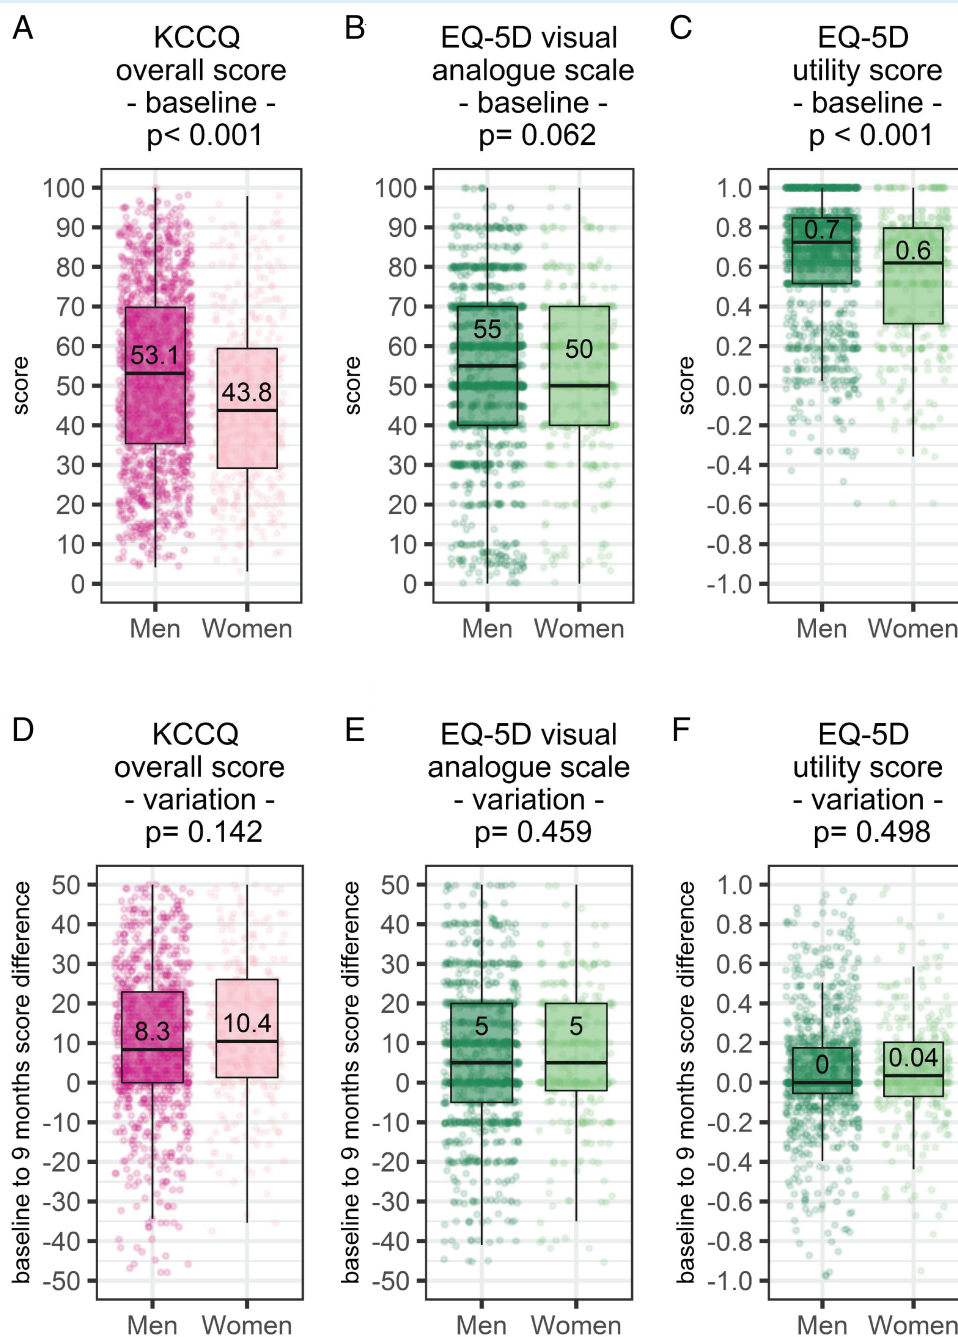 A
KCCQ
overall score
- baseline -
p< 0.001
100
90
80
70
60
50
40
30
20
10
0
score
53.1
43.8
Men
Women
B
EQ-5D visual
analogue scale
- baseline -
p= 0.062
100
90
80
70
60
50
40
30
20
10
0
score
55
50
Men
Women
C
EQ-5D
utility score
- baseline -
p < 0.001
1.0
0.8
0.6
0.4
0.2
0.0
-0.2
-0.4
-0.6
-0.8
-1.0
score
0.7
0.6
Men
Women
D
KCCQ
overall score
- variation -
p= 0.142
50
40
30
20
10
0
-10
-20
-30
-40
-50
baseline to 9 months score difference
8.3
10.4
Men
Women
E
EQ-5D visual
analogue scale
- variation -
p= 0.459
50
40
30
20
10
0
-10
-20
-30
-40
-50
baseline to 9 months score difference
5
5
Men
Women
F
EQ-5D
utility score
- variation -
p= 0.498
1.0
0.8
0.6
0.4
0.2
0.0
-0.2
-0.4
-0.6
-0.8
-1.0
baseline to 9 months score difference
0
0.04
Men
Women